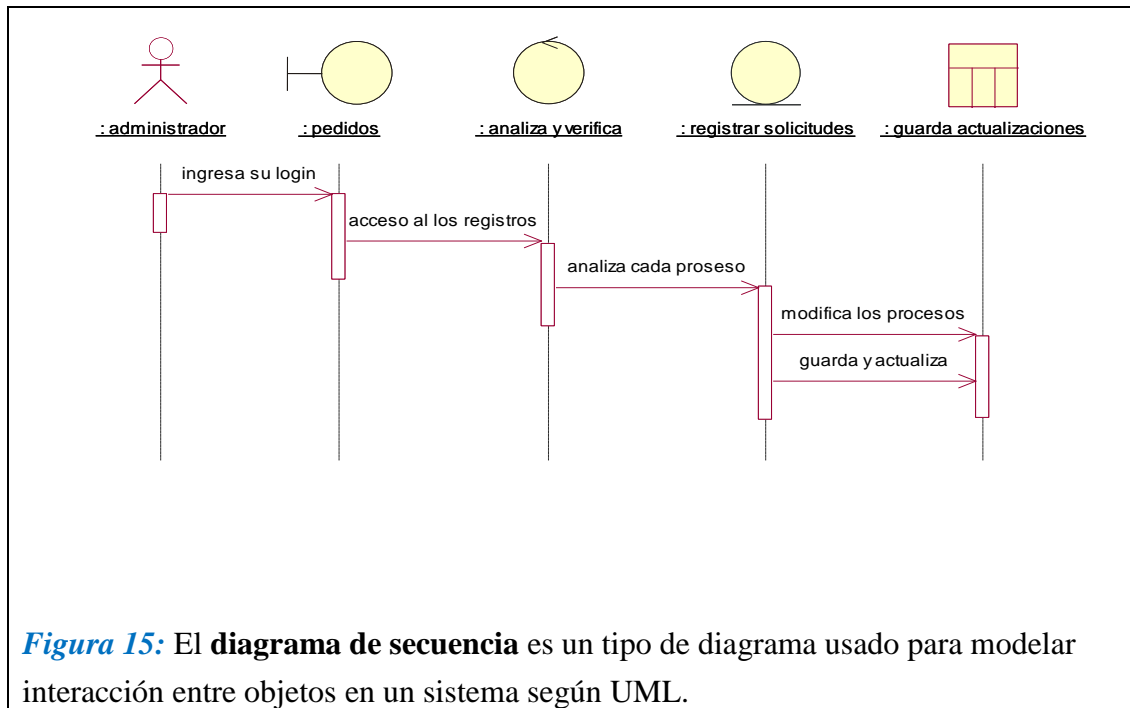 : administrador
: pedidos
: analiza y verifica
: registrar solicitudes
: guarda actualizaciones
ingresa su login
acceso al los registros
analiza cada proseso
modifica los procesos
guarda y actualiza
Figura 15: El diagrama de secuencia es un tipo de diagrama usado para modelar
interacción entre objetos en un sistema según UML.